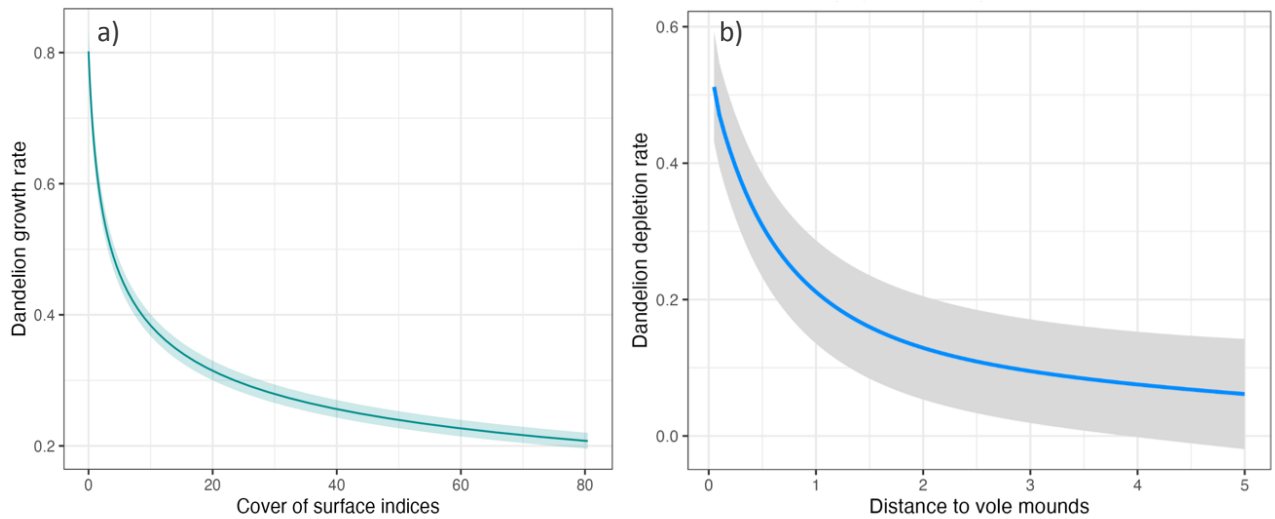 a)
0.8
0.6
0.4
0.2
Dandelion growth rate
0 20 40 60 80
Cover of surface indices
b)
0.6
0.4
0.2
0.0
Dandelion depletion rate
0 1 2 3 4 5
Distance to vole mounds